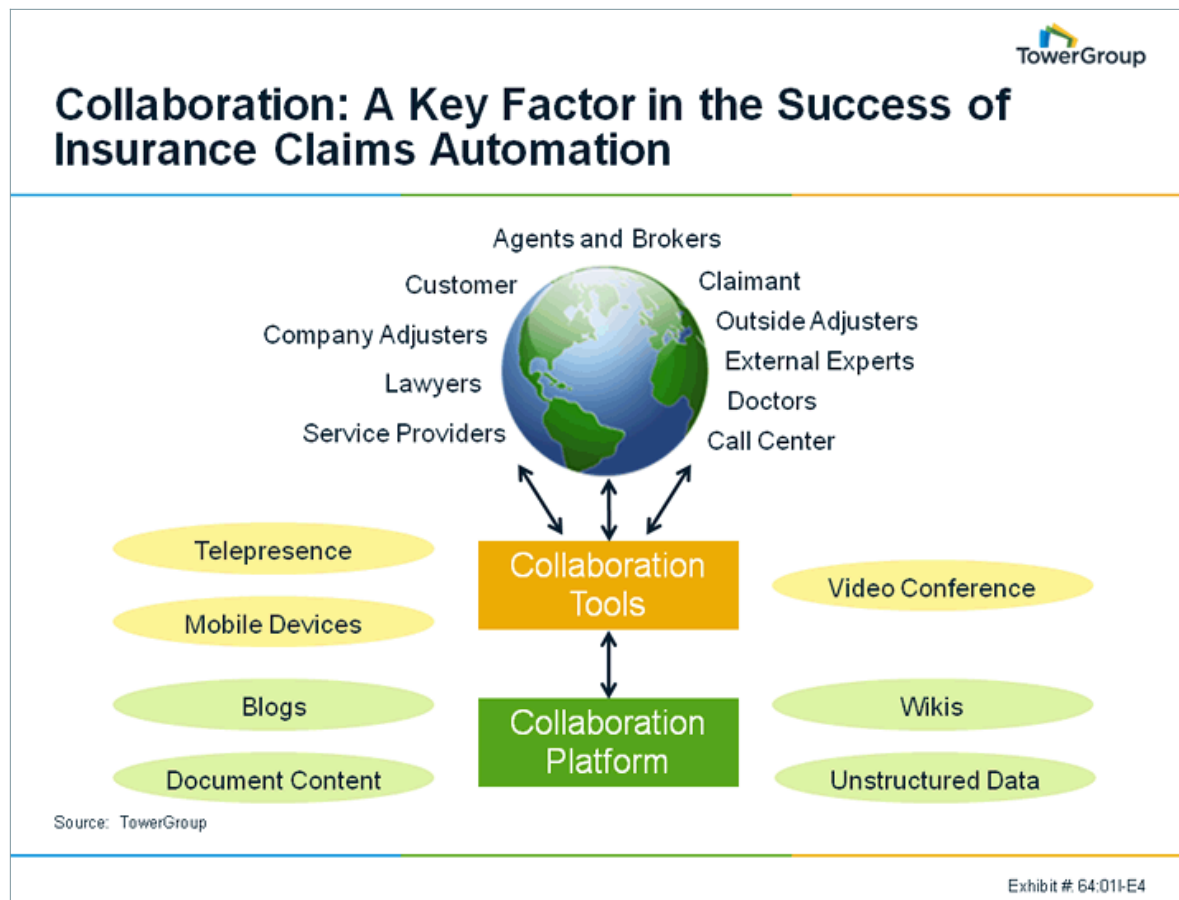 TowerGroup
Collaboration: A Key Factor in the Success of
Insurance Claims Automation
Agents and Brokers
Customer
Claimant
Company Adjusters
Outside Adjusters
External Experts
Lawyers
Doctors
Service Providers
Call Center
Telepresence
Collaboration
Tools
Video Conference
Mobile Devices
Blogs
Collaboration
Platform
Wikis
Document Content
Unstructured Data
Source: TowerGroup
Exhibit #: 64:01I-E4